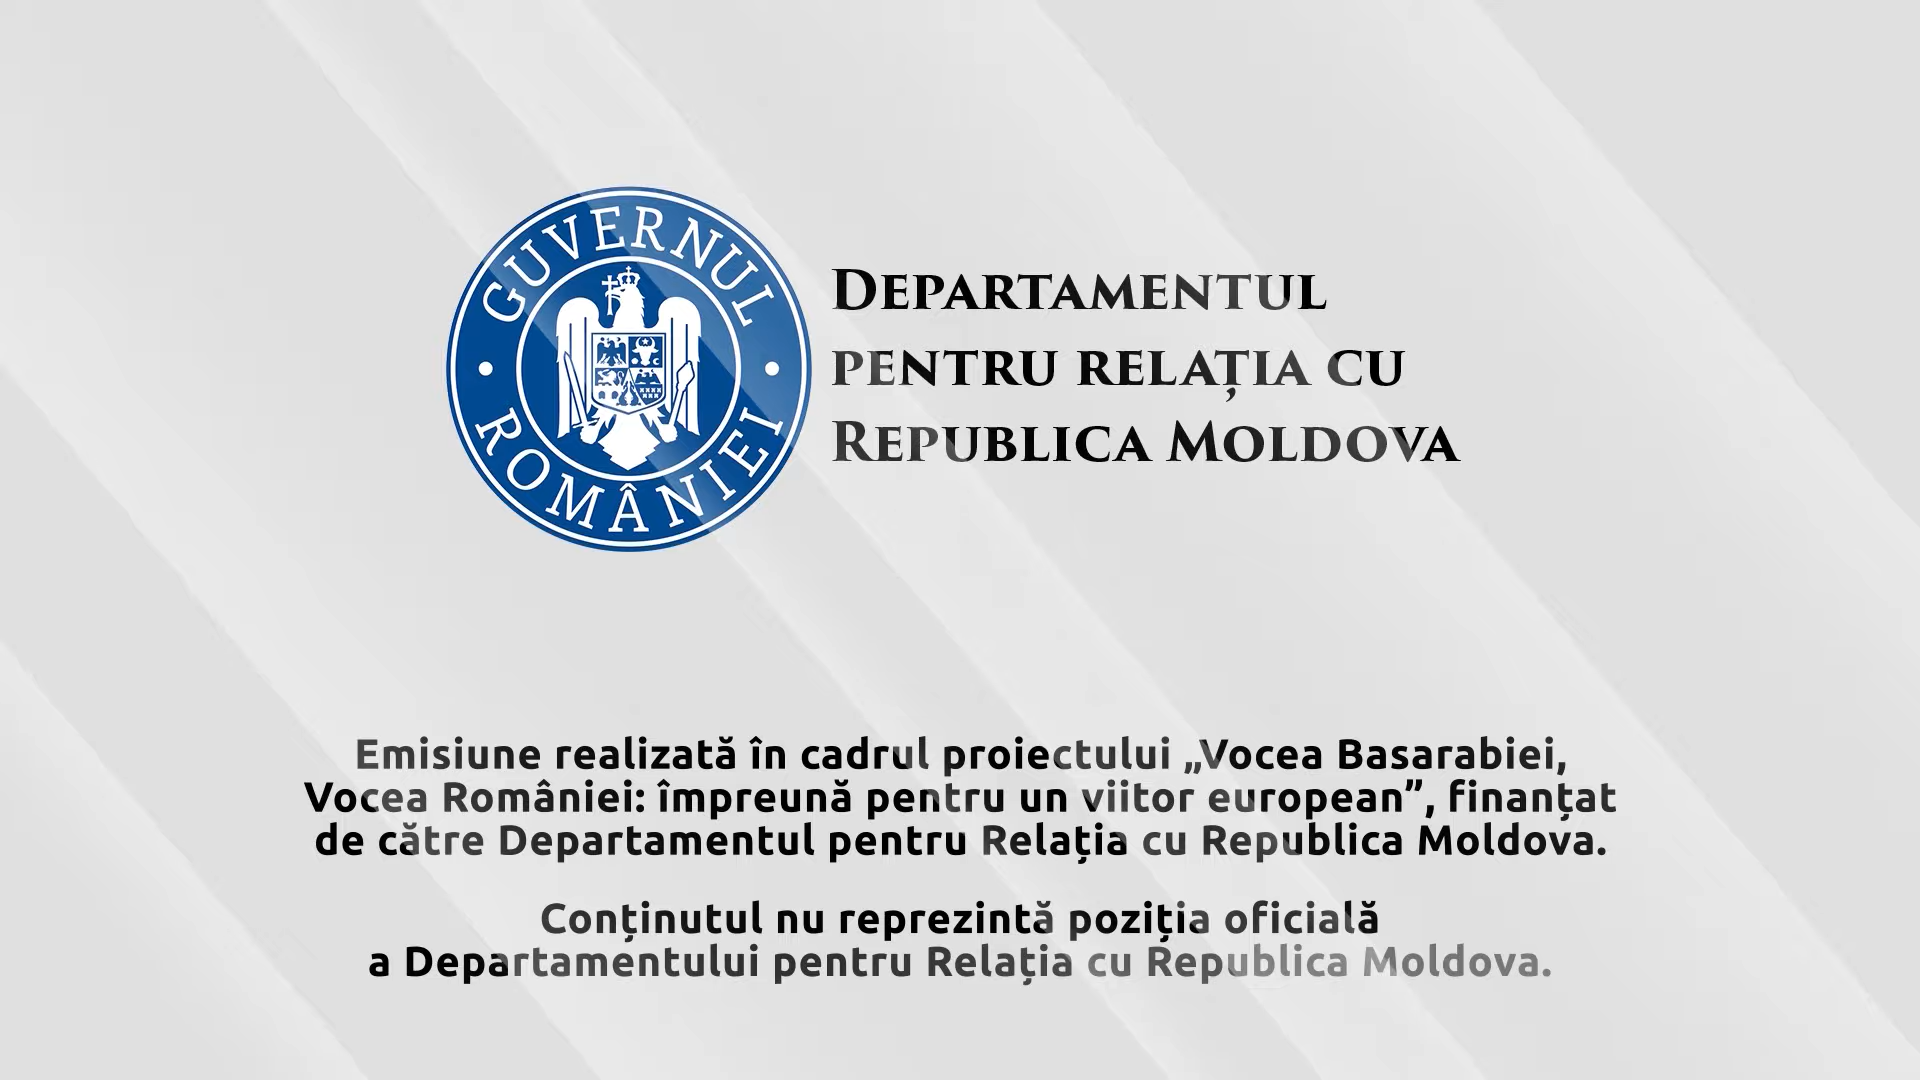 GUVERNUL
ROMÂNIEI
DEPARTAMENTUL
PENTRU RELAȚIA CU
REPUBLICA MOLDOVA
Emisiune realizată în cadrul proiectului „Vocea Basarabiei,
Vocea României: împreună pentru un viitor european”, finanțat
de către Departamentul pentru Relația cu Republica Moldova.
Conținutul nu reprezintă poziția oficială
a Departamentului pentru Relația cu Republica Moldova.